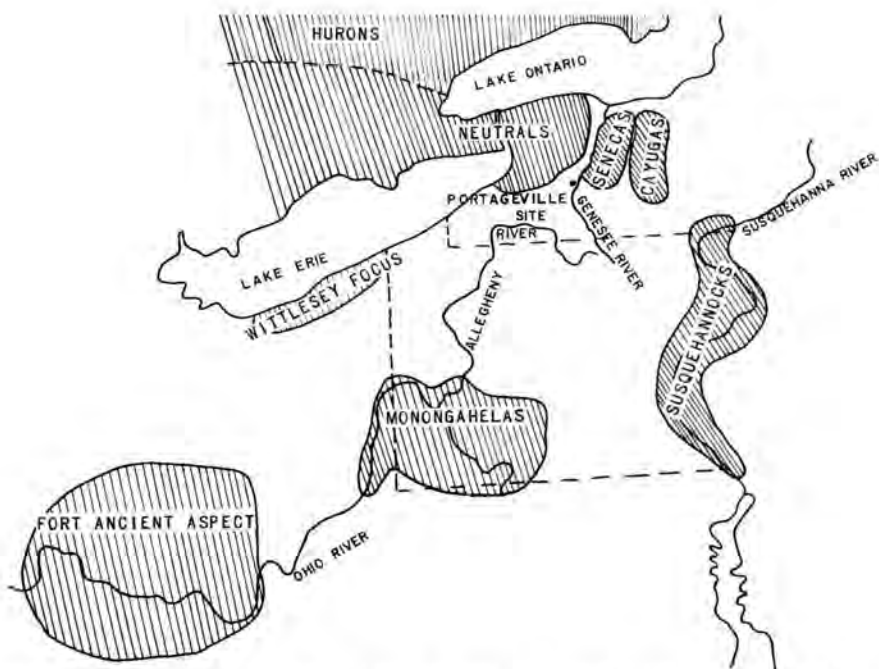 HURONS
LAKE ONTARIO
NEUTRALS
SENECAS
CAYUGAS
PORTAGEVILLE
SITE
GENESEE RIVER
SUSQUEHANNA RIVER
ALLEGHENY
RIVER
LAKE ERIE
WITTLESEY FOCUS
SUSQUEHANNOCKS
MONONGAHELAS
FORT ANCIENT ASPECT
OHIO RIVER